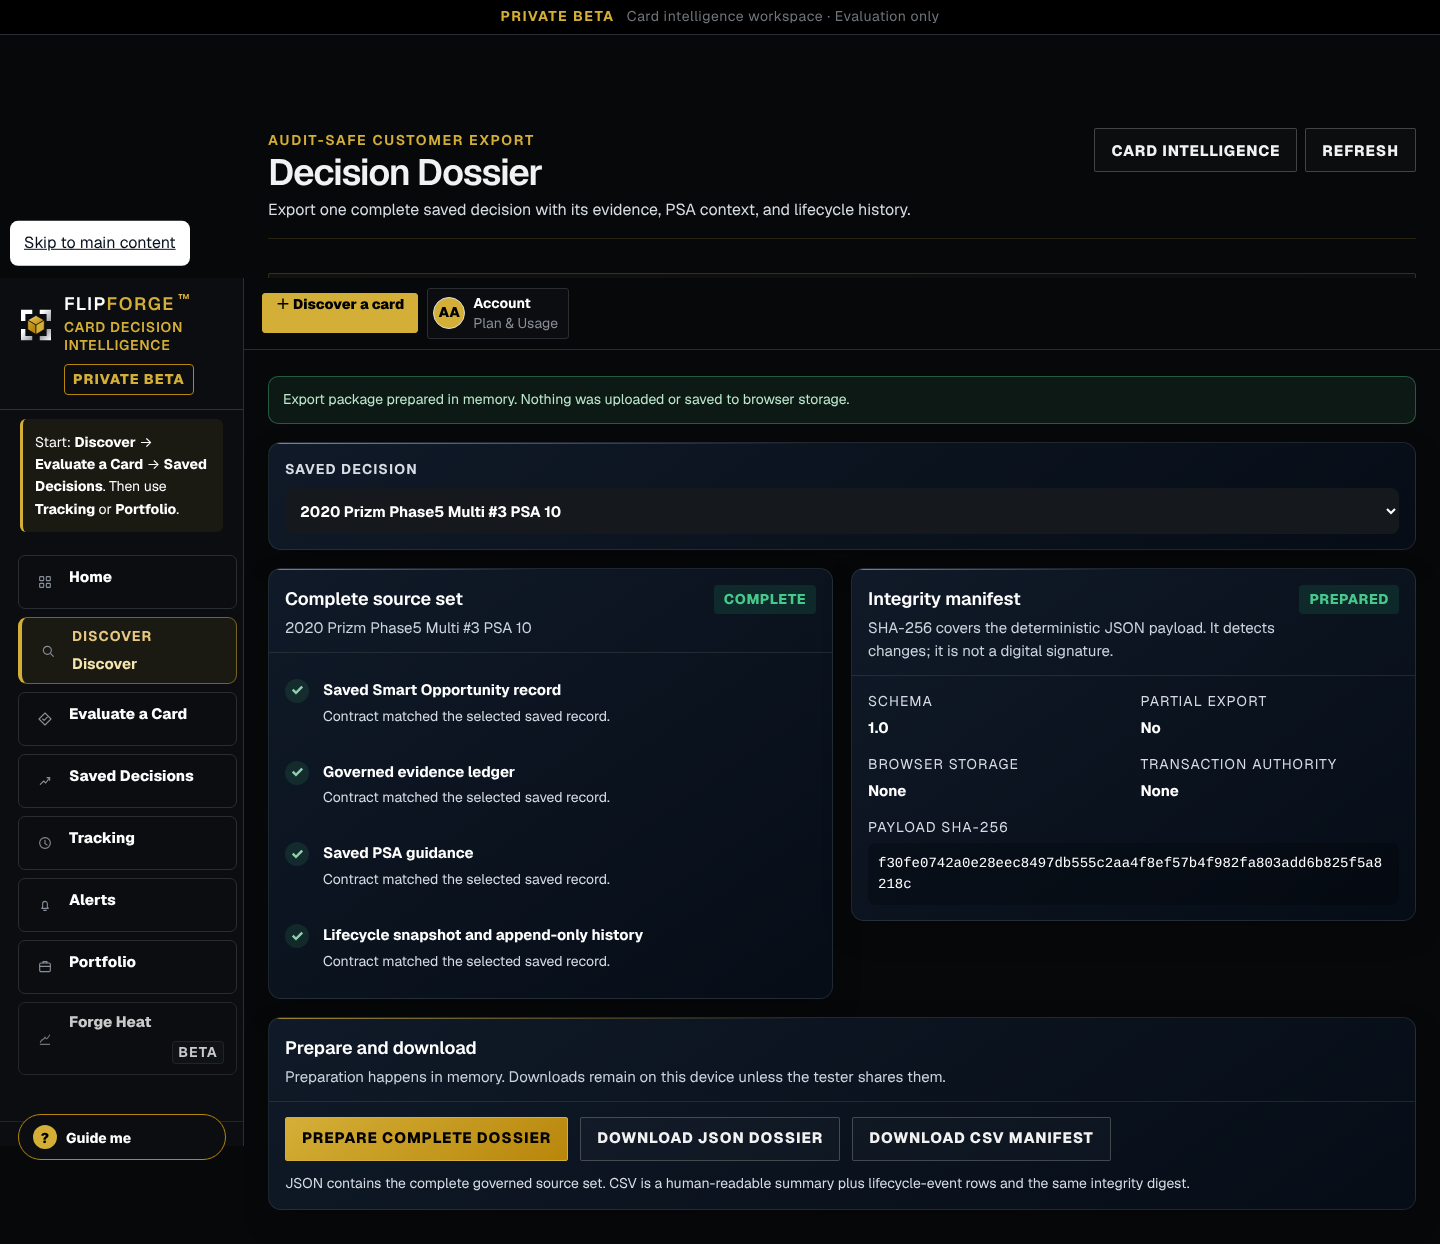 PRIVATE BETA Card intelligence workspace · Evaluation only
AUDIT-SAFE CUSTOMER EXPORT
Decision Dossier
Export one complete saved decision with its evidence, PSA context, and lifecycle history.
CARD INTELLIGENCE
REFRESH
Skip to main content
FLIPFORGE™
CARD DECISION
INTELLIGENCE
PRIVATE BETA
Start: Discover →
Evaluate a Card → Saved
Decisions. Then use
Tracking or Portfolio.
Home
DISCOVER
Discover
Evaluate a Card
Saved Decisions
Tracking
Alerts
Portfolio
Forge Heat
BETA
? Guide me
+ Discover a card
AA
Account
Plan & Usage
Export package prepared in memory. Nothing was uploaded or saved to browser storage.
SAVED DECISION
2020 Prizm Phase5 Multi #3 PSA 10
Complete source set
COMPLETE
2020 Prizm Phase5 Multi #3 PSA 10
Saved Smart Opportunity record
Contract matched the selected saved record.
Governed evidence ledger
Contract matched the selected saved record.
Saved PSA guidance
Contract matched the selected saved record.
Lifecycle snapshot and append-only history
Contract matched the selected saved record.
Integrity manifest
PREPARED
SHA-256 covers the deterministic JSON payload. It detects
changes; it is not a digital signature.
SCHEMA
1.0
PARTIAL EXPORT
No
BROWSER STORAGE
None
TRANSACTION AUTHORITY
None
PAYLOAD SHA-256
f30fe0742a0e28eec8497db555c2aa4f8ef57b4f982fa803add6b825f5a8
218c
Prepare and download
Preparation happens in memory. Downloads remain on this device unless the tester shares them.
PREPARE COMPLETE DOSSIER
DOWNLOAD JSON DOSSIER
DOWNLOAD CSV MANIFEST
JSON contains the complete governed source set. CSV is a human-readable summary plus lifecycle-event rows and the same integrity digest.